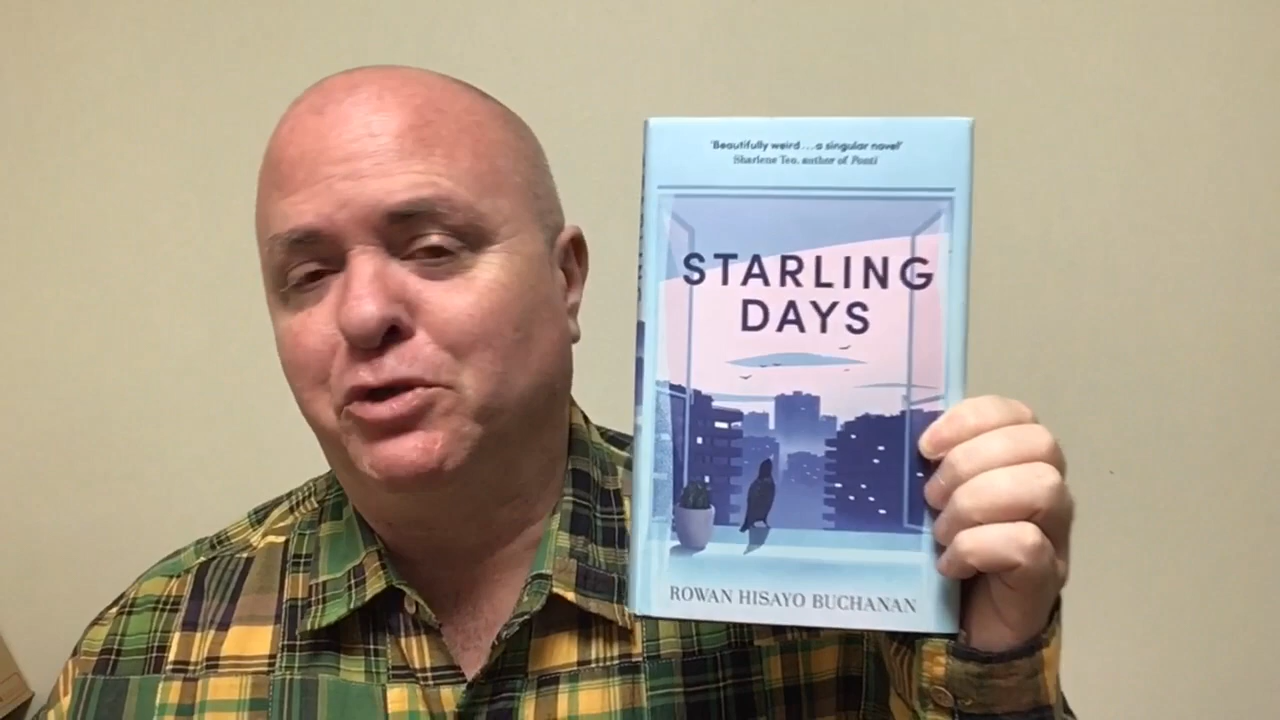 'Beautifully weird...a singular novel'
Sharlene Teo, author of Ponti
STARLING
DAYS
ROWAN HISAYO BUCHANAN